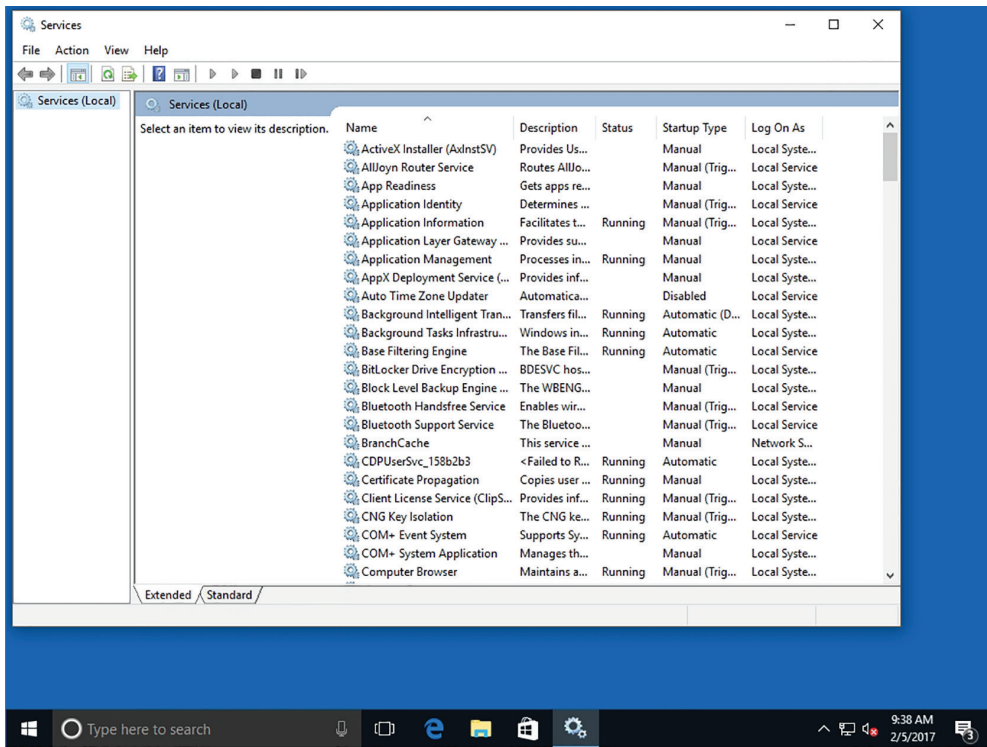 Services
File Action View Help
Services (Local)
Services (Local)
Select an item to view its description.
Name Description Status Startup Type Log On As
ActiveX Installer (AxInstSV) Provides Us... Manual Local Syste...
AllJoyn Router Service Routes AllJo... Manual (Trig... Local Service
App Readiness Gets apps re... Manual Local Syste...
Application Identity Determines ... Manual (Trig... Local Service
Application Information Facilitates t... Running Manual (Trig... Local Syste...
Application Layer Gateway ... Provides su... Manual Local Service
Application Management Processes in... Running Manual Local Syste...
AppX Deployment Service (... Provides inf... Manual Local Syste...
Auto Time Zone Updater Automatica... Disabled Local Service
Background Intelligent Tran... Transfers fil... Running Automatic (D... Local Syste...
Background Tasks Infrastru... Windows in... Running Automatic Local Syste...
Base Filtering Engine The Base Fil... Running Automatic Local Service
BitLocker Drive Encryption ... BDESVC hos... Manual (Trig... Local Syste...
Block Level Backup Engine ... The WBENG... Manual Local Syste...
Bluetooth Handsfree Service Enables wir... Manual (Trig... Local Service
Bluetooth Support Service The Bluetoo... Manual (Trig... Local Service
BranchCache This service ... Manual Network S...
CDPUserSvc_158b2b3 <Failed to R... Running Automatic Local Syste...
Certificate Propagation Copies user ... Running Manual Local Syste...
Client License Service (ClipS... Provides inf... Running Manual (Trig... Local Syste...
CNG Key Isolation The CNG ke... Running Manual (Trig... Local Syste...
COM+ Event System Supports Sy... Running Automatic Local Service
COM+ System Application Manages th... Manual Local Syste...
Computer Browser Maintains a... Running Manual (Trig... Local Syste...
Extended Standard
Type here to search
9:38 AM
2/5/2017
3